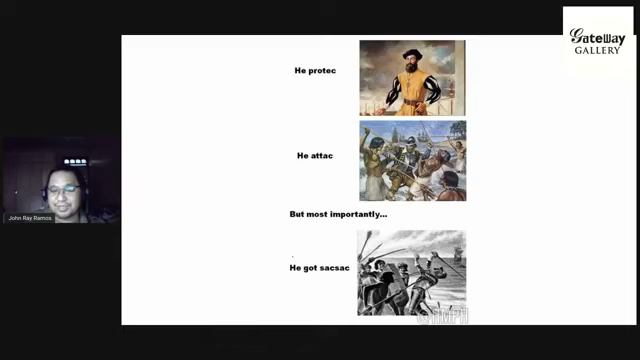 Gateway
GALLERY
He protec
He attac
But most importantly...
He got sacsac
John Ray Ramos